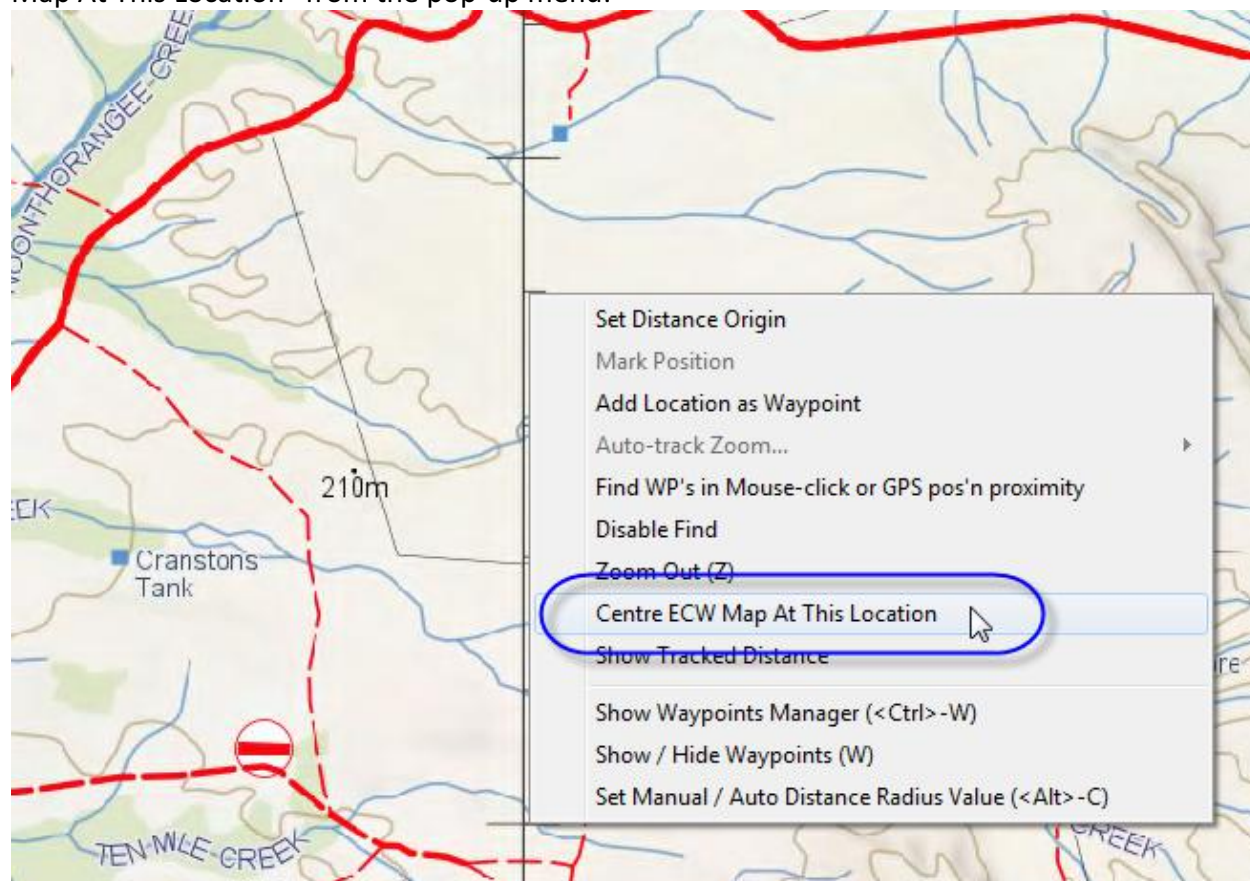 Map At This Location" from the pop-up menu.
NOONTHORANGEE CREEK
Set Distance Origin
Mark Position
Add Location as Waypoint
Auto-track Zoom...
210m
Find WP's in Mouse-click or GPS pos'n proximity
EEK
Disable Find
Cranstons
Tank
Zoom Out (Z)
Centre ECW Map At This Location
Show Tracked Distance
Show Waypoints Manager (<Ctrl>-W)
Show / Hide Waypoints (W)
Set Manual / Auto Distance Radius Value (<Alt>-C)
TEN MILE CREEK
CREEK